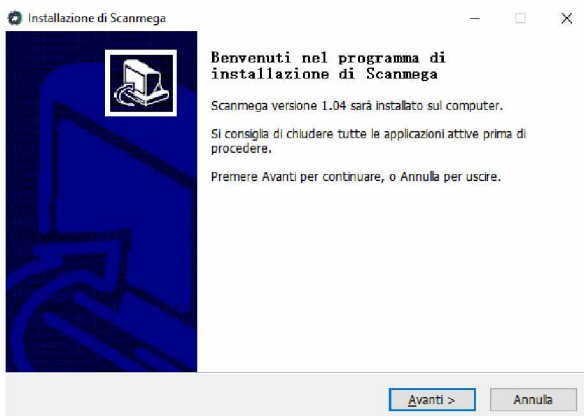 Installazione di Scanmega
Benvenuti nel programma di
installazione di Scanmega
Scanmega versione 1.04 sarà installato sul computer.
Si consiglia di chiudere tutte le applicazioni attive prima di
procedere.
Premere Avanti per continuare, o Annulla per uscire.
Avanti >
Annulla